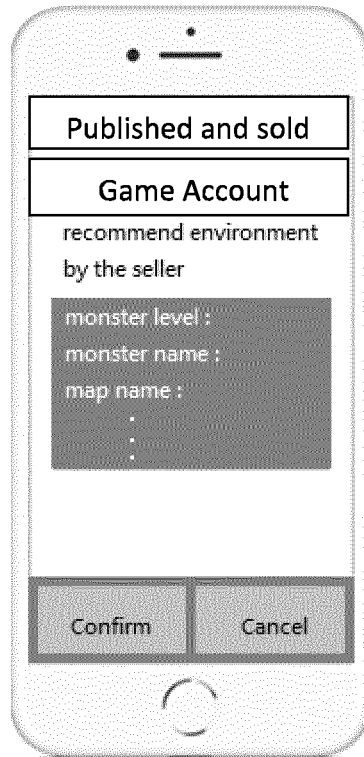 Published and sold
Game Account
recommend environment
by the seller
monster level :
monster name :
map name :
:
.
Confirm
Cancel